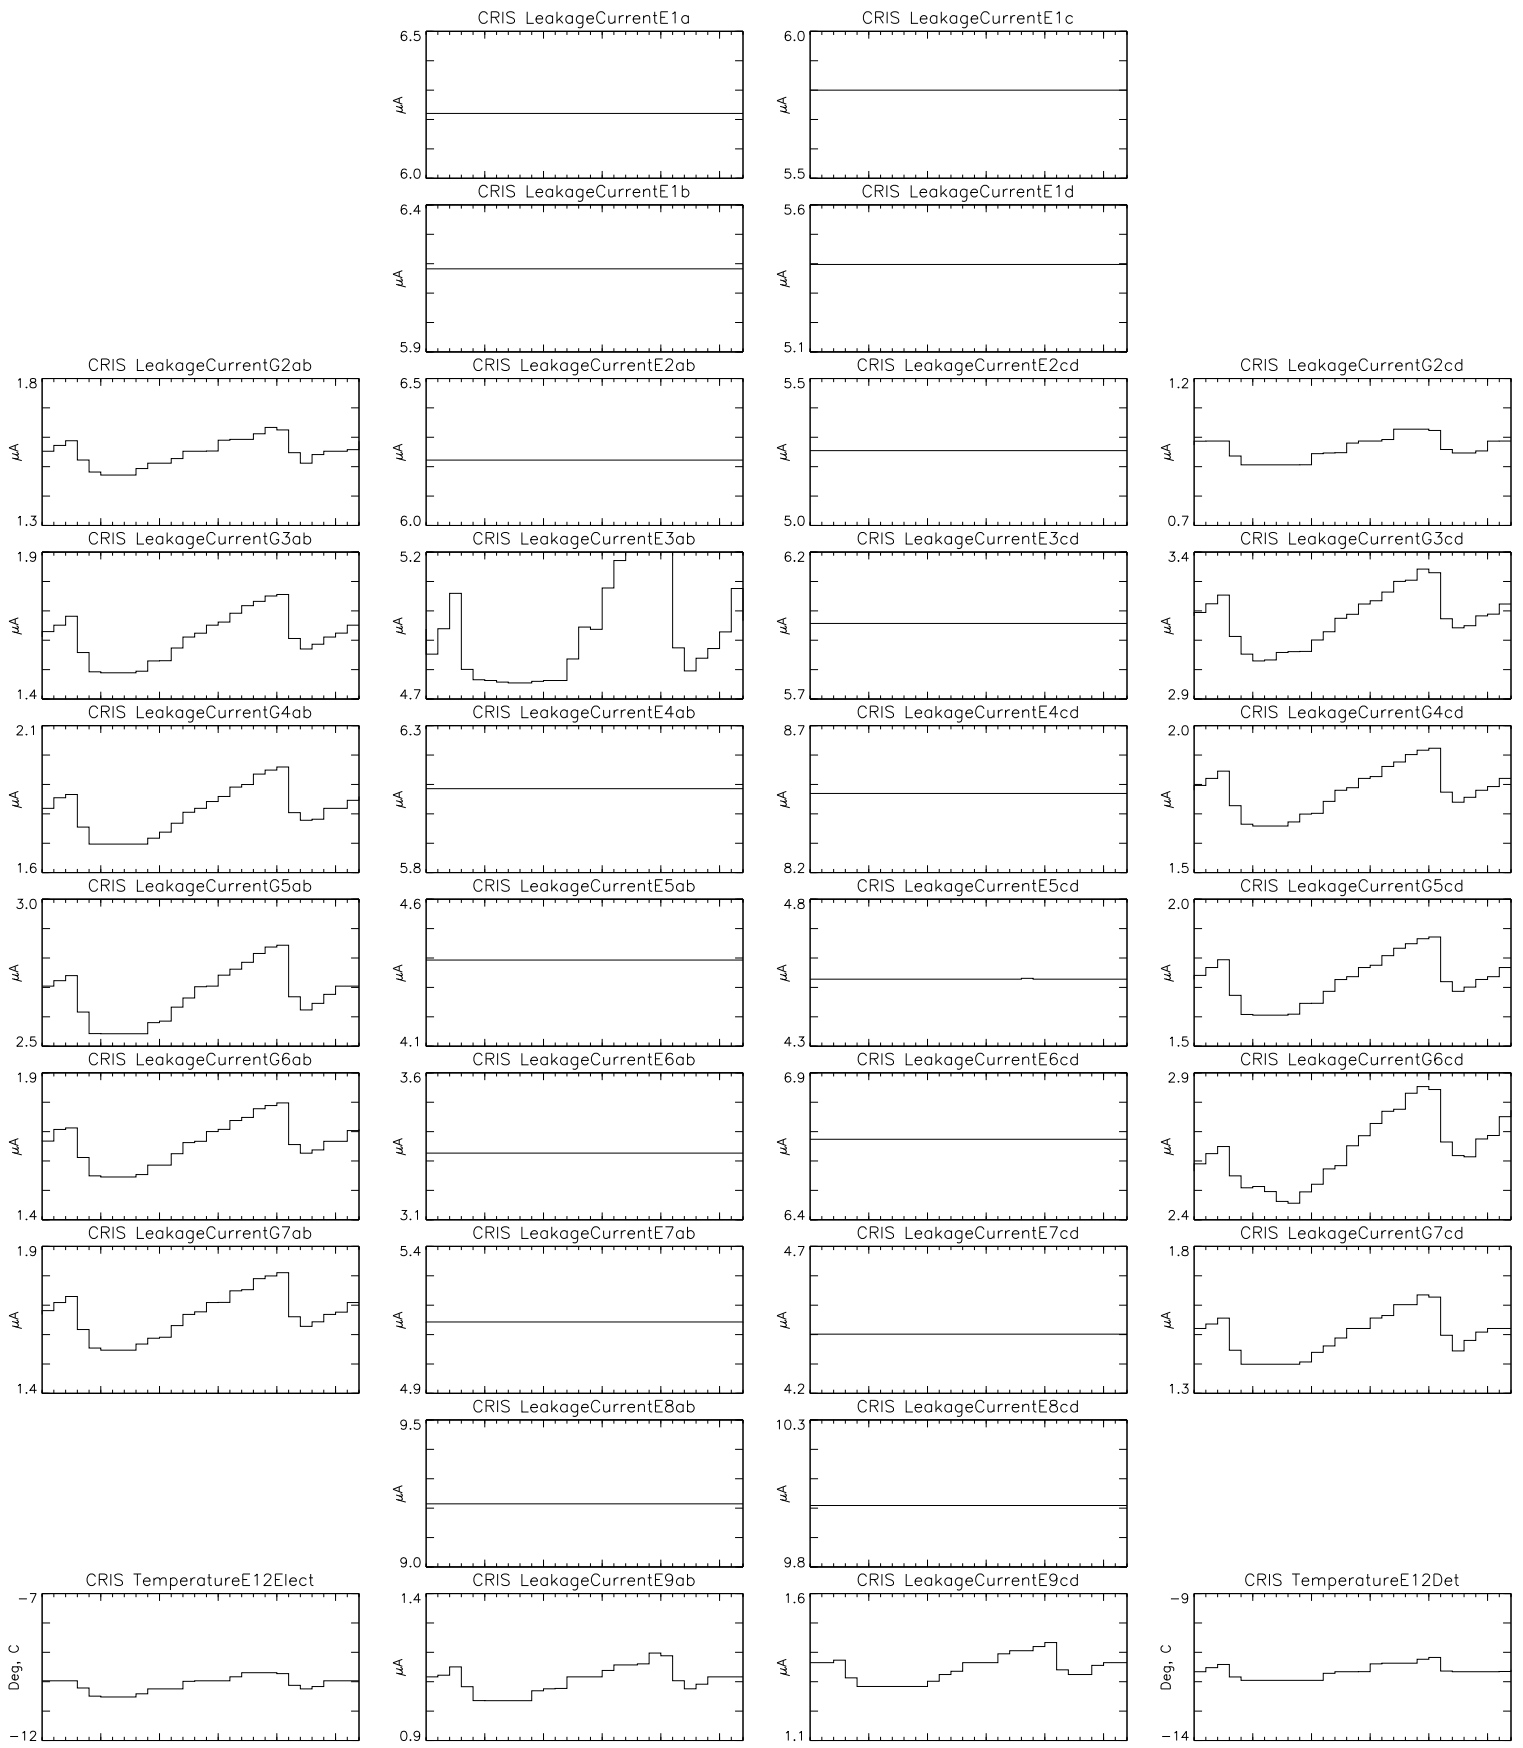 CRIS LeakageCurrentE1a
6.5
μA
6.0
CRIS LeakageCurrentE1c
6.0
μA
5.5
CRIS LeakageCurrentE1b
6.4
μA
5.9
CRIS LeakageCurrentE1d
5.6
μA
5.1
CRIS LeakageCurrentG2ab
1.8
μA
1.3
CRIS LeakageCurrentE2ab
6.5
μA
6.0
CRIS LeakageCurrentE2cd
5.5
μA
5.0
CRIS LeakageCurrentG2cd
1.2
μA
0.7
CRIS LeakageCurrentG3ab
1.9
μA
1.4
CRIS LeakageCurrentE3ab
5.2
μA
4.7
CRIS LeakageCurrentE3cd
6.2
μA
5.7
CRIS LeakageCurrentG3cd
3.4
μA
2.9
CRIS LeakageCurrentG4ab
2.1
μA
1.6
CRIS LeakageCurrentE4ab
6.3
μA
5.8
CRIS LeakageCurrentE4cd
8.7
μA
8.2
CRIS LeakageCurrentG4cd
2.0
μA
1.5
CRIS LeakageCurrentG5ab
3.0
μA
2.5
CRIS LeakageCurrentE5ab
4.6
μA
4.1
CRIS LeakageCurrentE5cd
4.8
μA
4.3
CRIS LeakageCurrentG5cd
2.0
μA
1.5
CRIS LeakageCurrentG6ab
1.9
μA
1.4
CRIS LeakageCurrentE6ab
3.6
μA
3.1
CRIS LeakageCurrentE6cd
6.9
μA
6.4
CRIS LeakageCurrentG6cd
2.9
μA
2.4
CRIS LeakageCurrentG7ab
1.9
μA
1.4
CRIS LeakageCurrentE7ab
5.4
μA
4.9
CRIS LeakageCurrentE7cd
4.7
μA
4.2
CRIS LeakageCurrentG7cd
1.8
μA
1.3
CRIS LeakageCurrentE8ab
9.5
μA
9.0
CRIS LeakageCurrentE8cd
10.3
μA
9.8
CRIS TemperatureE12Elect
-7
Deg, C
-12
CRIS LeakageCurrentE9ab
1.4
μA
0.9
CRIS LeakageCurrentE9cd
1.6
μA
1.1
CRIS TemperatureE12Det
-9
Deg, C
-14